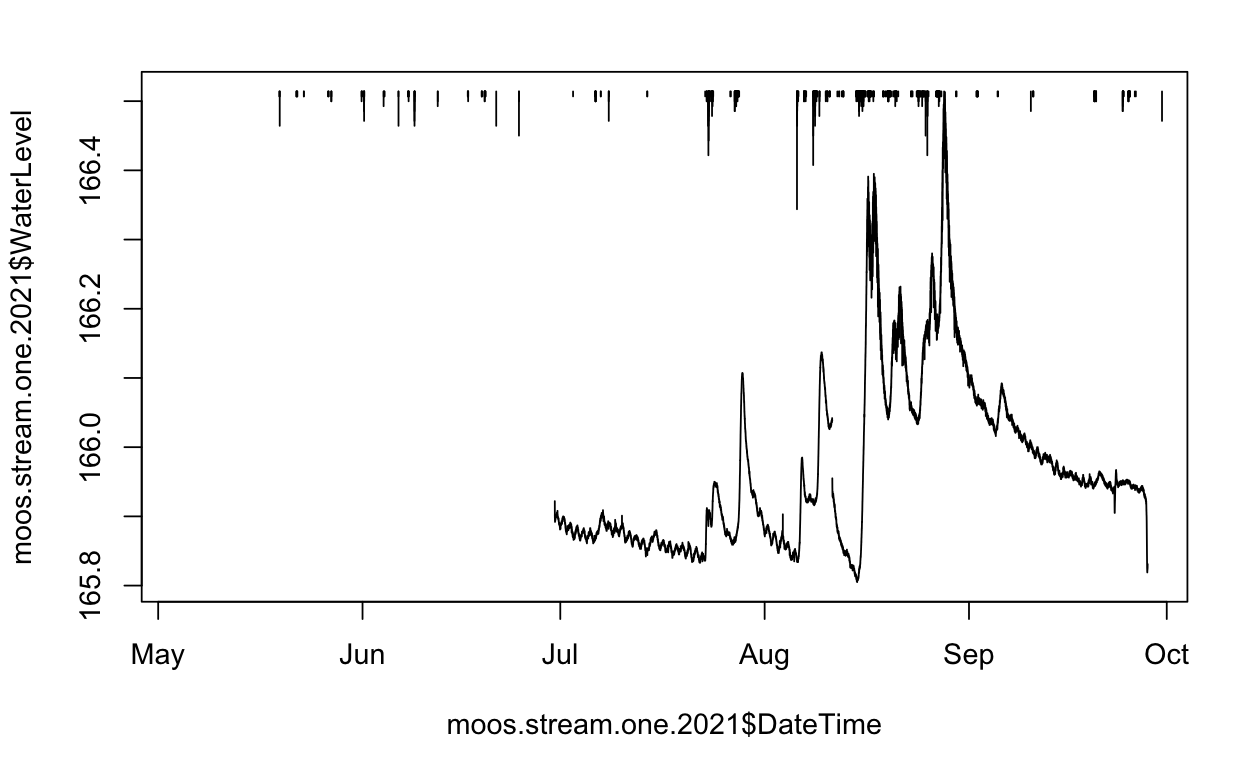 moos.stream.one.2021$WaterLevel
166.4
166.2
166.0
165.8
May Jun Jul Aug Sep Oct
moos.stream.one.2021$DateTime